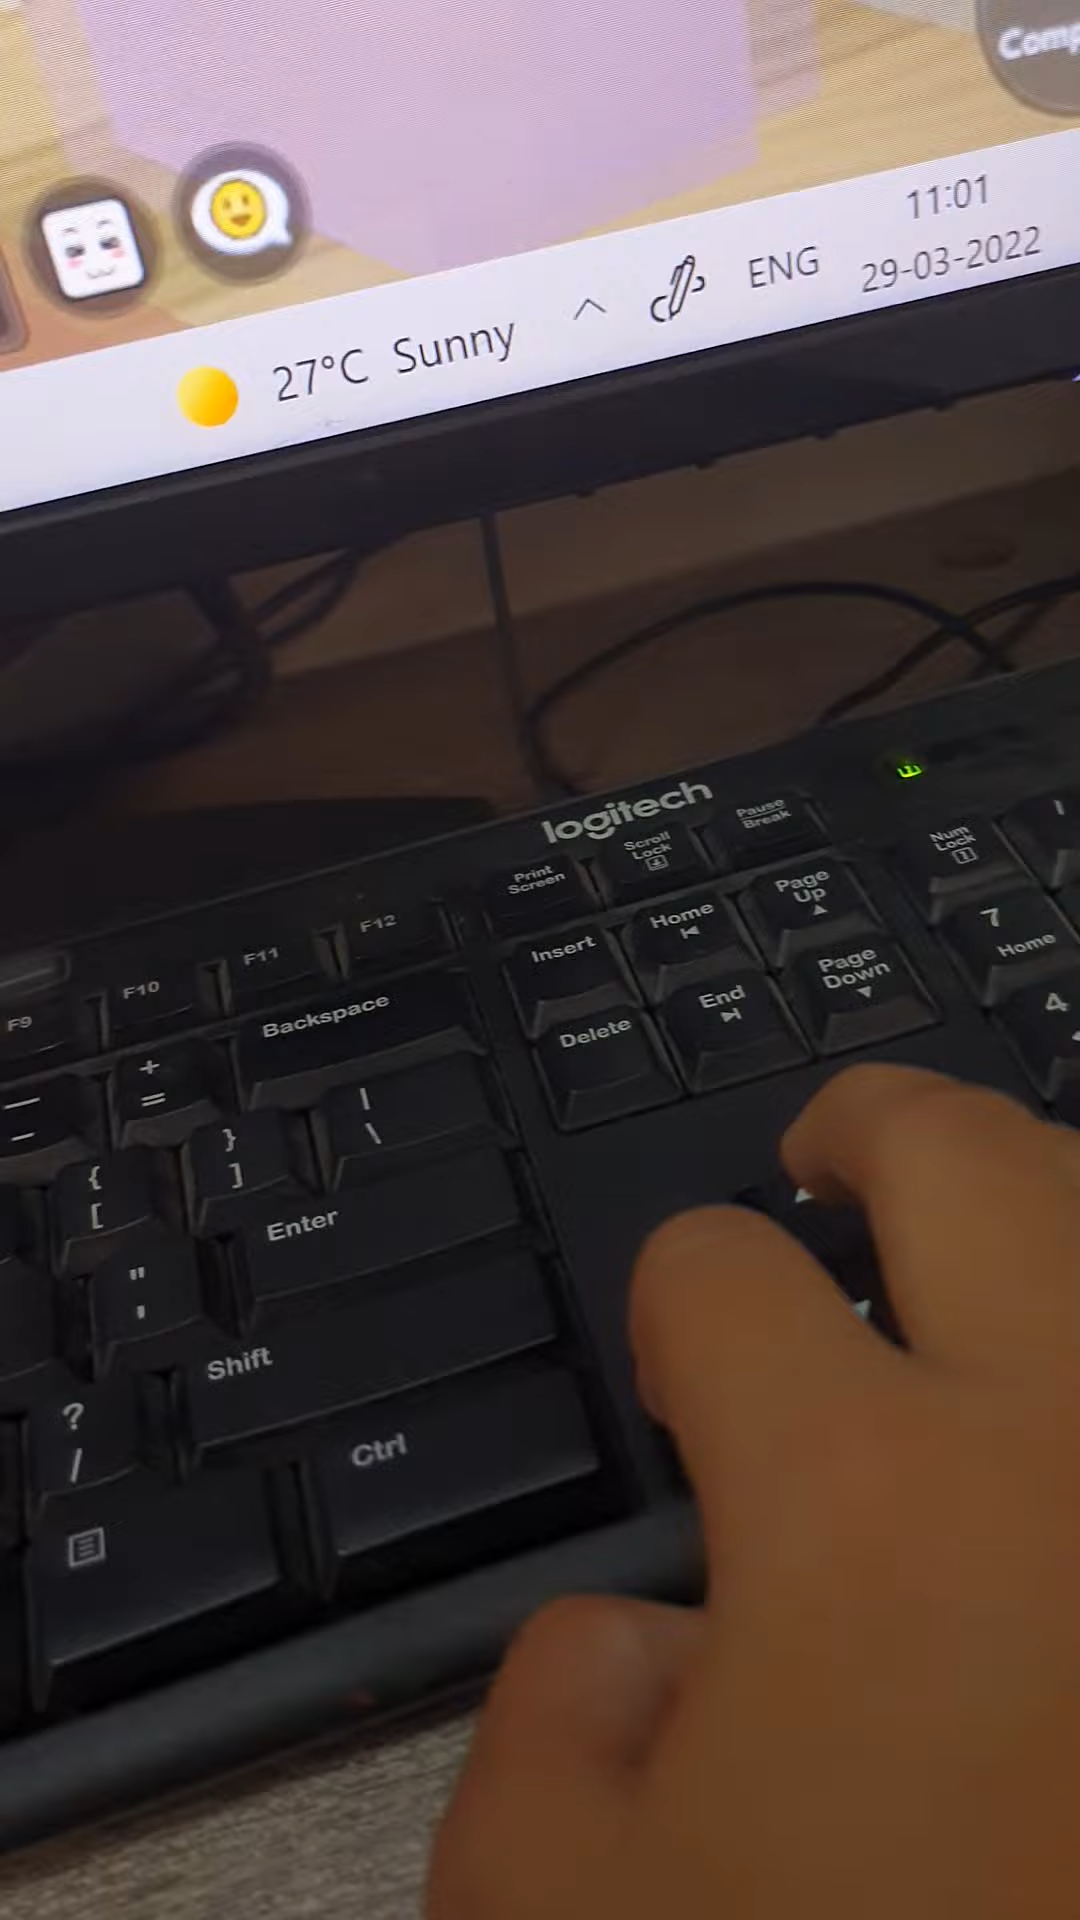 Comp
11:01
27°C Sunny
ENG
29-03-2022
logitech
Print Screen
Scroll Lock
Pause Break
F9
F10
F11
F12
Insert
Home
Page Up
Num Lock
1
Backspace
Delete
End
Page Down
7 Home
4
+
=
_
-
{
[
}
]
|
\
Enter
"
'
Shift
?
/
Ctrl